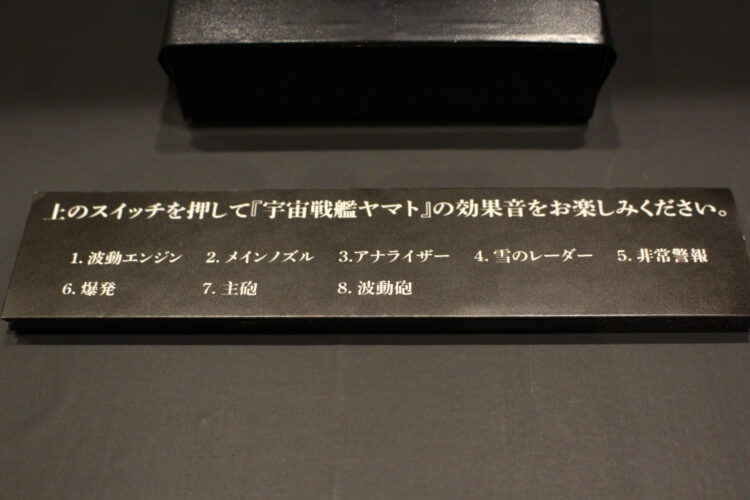 上のスイッチを押して『宇宙戦艦ヤマト』の効果音をお楽しみください。
1. 波動エンジン 2. メインノズル 3.アナライザー 4. 雪のレーダー 5. 非常警報
6. 爆発 7. 主砲 8. 波動砲